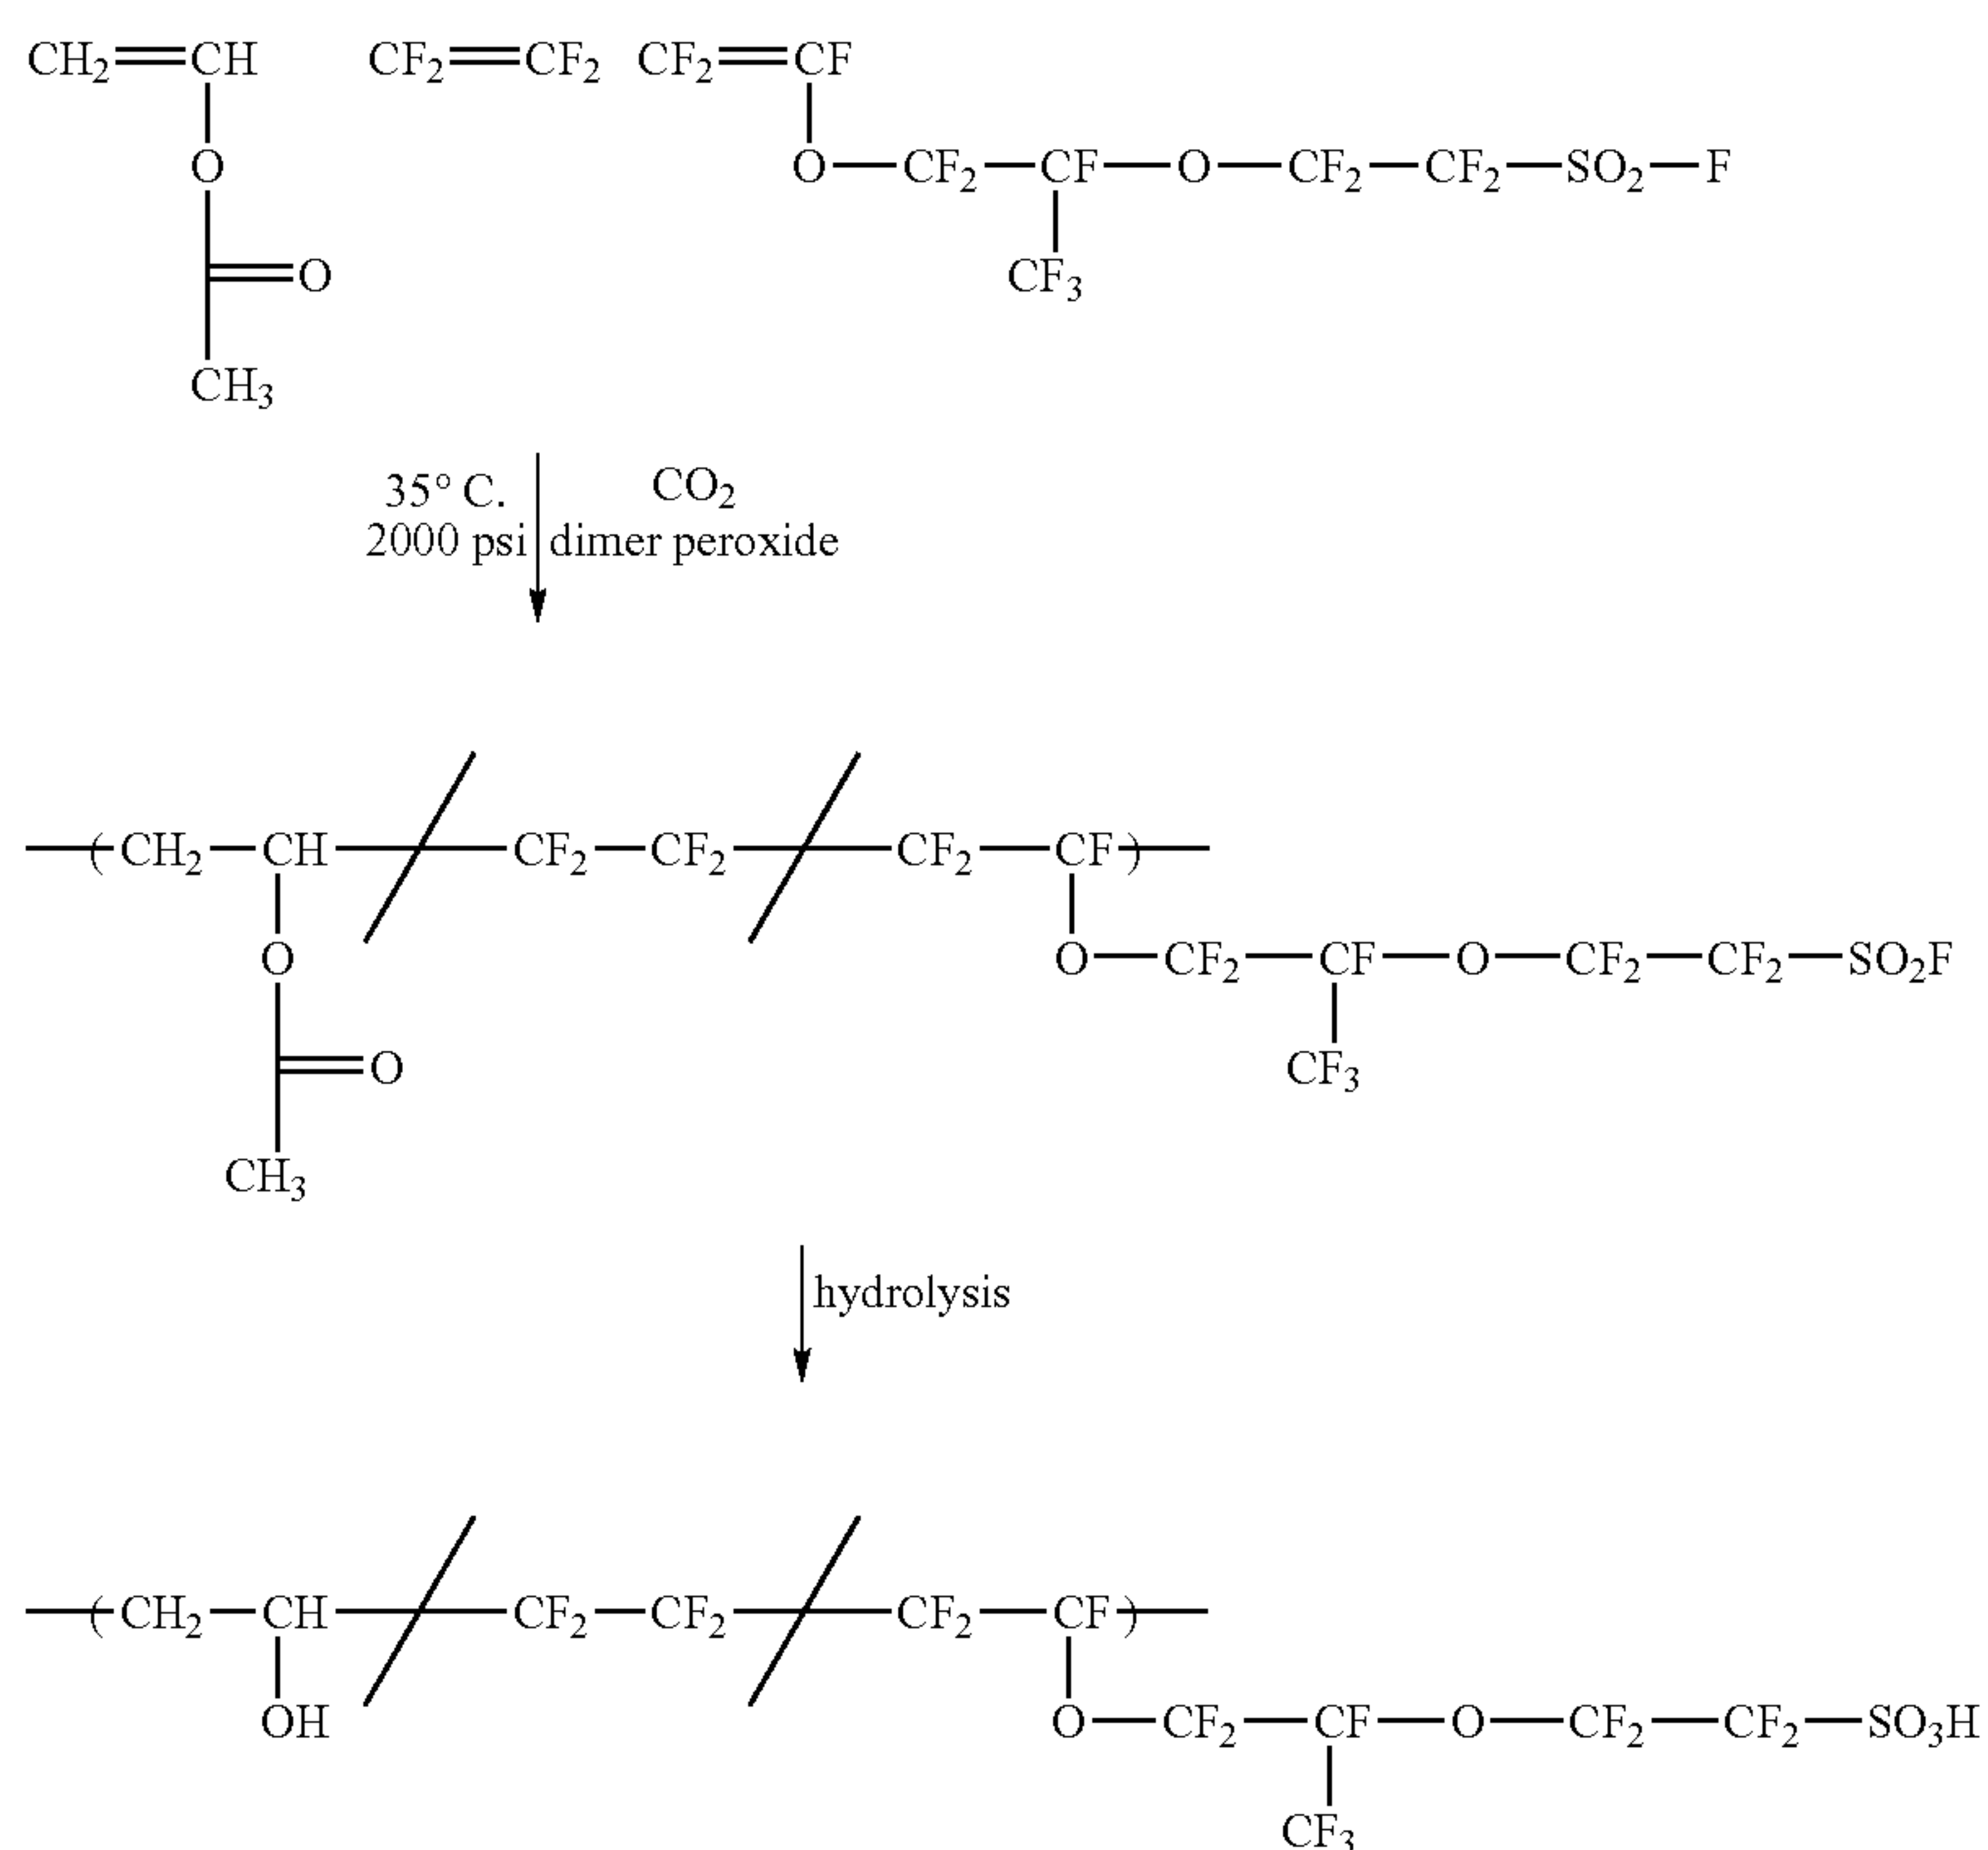 CH₂=CH CF₂=CF₂ CF₂=CF
O O—CF₂—CF—O—CF₂—CF₂—SO₂—F
O CF₃
CH₃
35° C. CO₂
2000 psi dimer peroxide
—(CH₂—CH—CF₂—CF₂—CF₂—CF)—
O O—CF₂—CF—O—CF₂—CF₂—SO₂F
O CF₃
CH₃
hydrolysis
—(CH₂—CH—CF₂—CF₂—CF₂—CF)—
OH O—CF₂—CF—O—CF₂—CF₂—SO₃H
CF₃